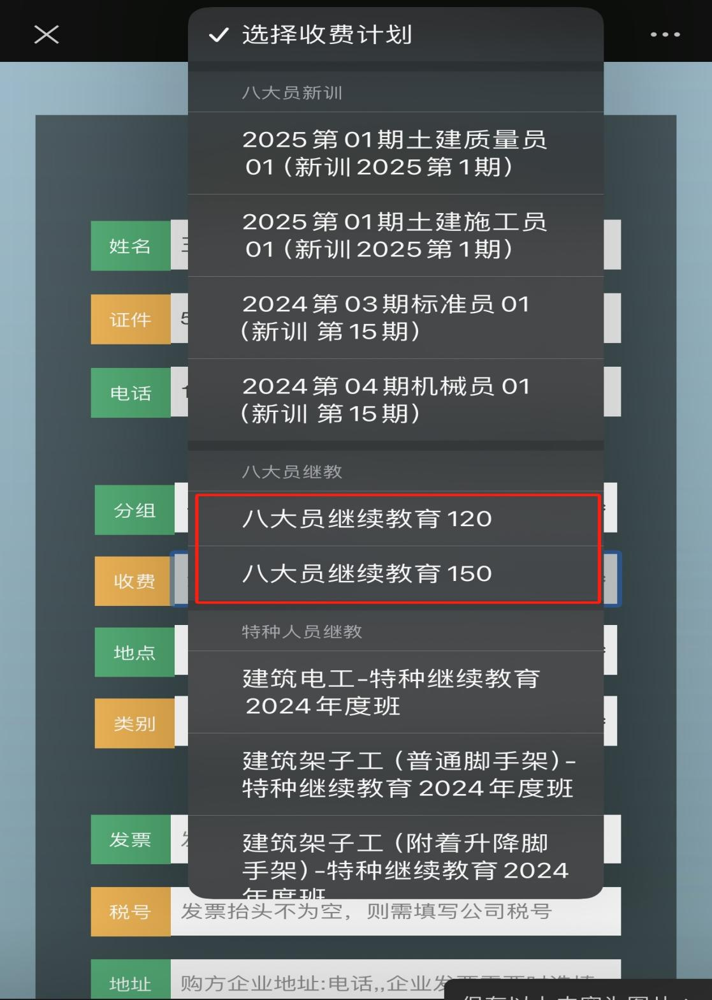 选择收费计划
八大员新训
2025第01期土建质量员
01（新训2025第1期）
2025第01期土建施工员
01（新训2025第1期）
姓名
2024第03期标准员01
（新训 第15期）
证件
5
2024第04期机械员01
（新训 第15期）
电话
八大员继教
分组
八大员继续教育120
八大员继续教育150
收费
特种人员继教
地点
建筑电工-特种继续教育
2024年度班
类别
建筑架子工（普通脚手架）-
特种继续教育2024年度班
发票
建筑架子工（附着升降脚
手架）-特种继续教育2024
年度班
税号
发票抬头不为空，则需填写公司税号
地址
购方企业地址:电话,,企业发票需要时选填